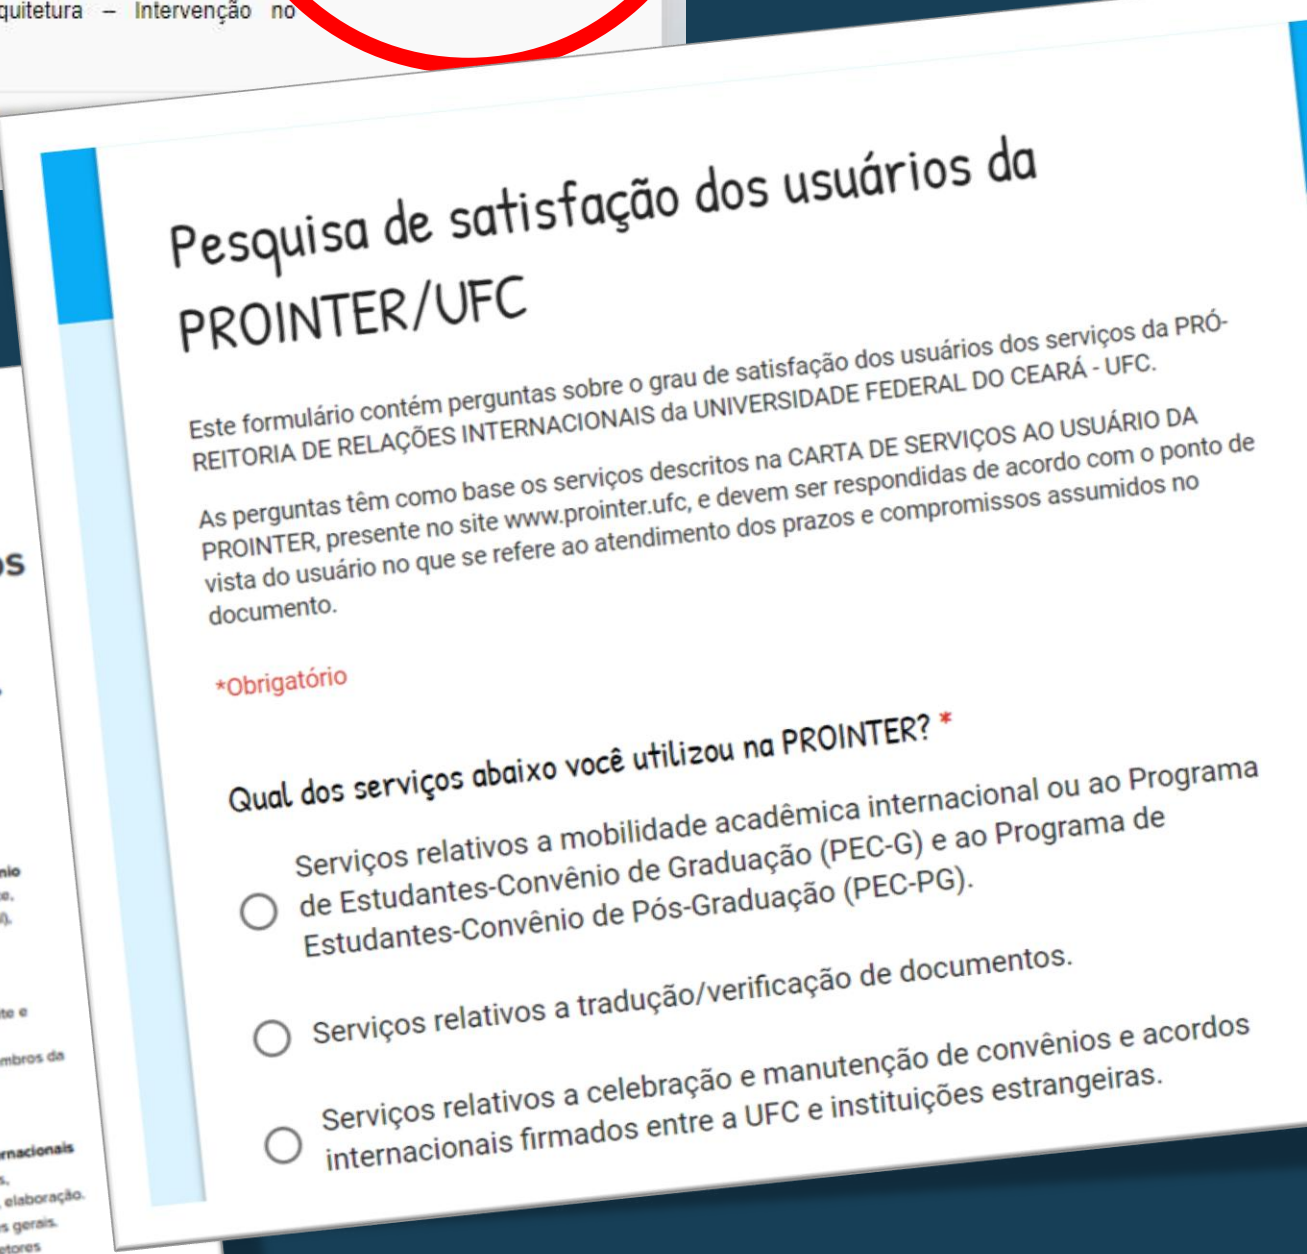 Arquitetura – Intervenção no
Pesquisa de satisfação dos usuários da
PROINTER/UFC
Este formulário contém perguntas sobre o grau de satisfação dos usuários dos serviços da PRÓ-
REITORIA DE RELAÇÕES INTERNACIONAIS da UNIVERSIDADE FEDERAL DO CEARÁ - UFC.
As perguntas têm como base os serviços descritos na CARTA DE SERVIÇOS AO USUÁRIO DA
PROINTER, presente no site www.prointer.ufc, e devem ser respondidas de acordo com o ponto de
vista do usuário no que se refere ao atendimento dos prazos e compromissos assumidos no
documento.
*Obrigatório
Qual dos serviços abaixo você utilizou na PROINTER? *
Serviços relativos a mobilidade acadêmica internacional ou ao Programa
de Estudantes-Convênio de Graduação (PEC-G) e ao Programa de
Estudantes-Convênio de Pós-Graduação (PEC-PG).
Serviços relativos a tradução/verificação de documentos.
Serviços relativos a celebração e manutenção de convênios e acordos
internacionais firmados entre a UFC e instituições estrangeiras.
elaboração.
s gerais.